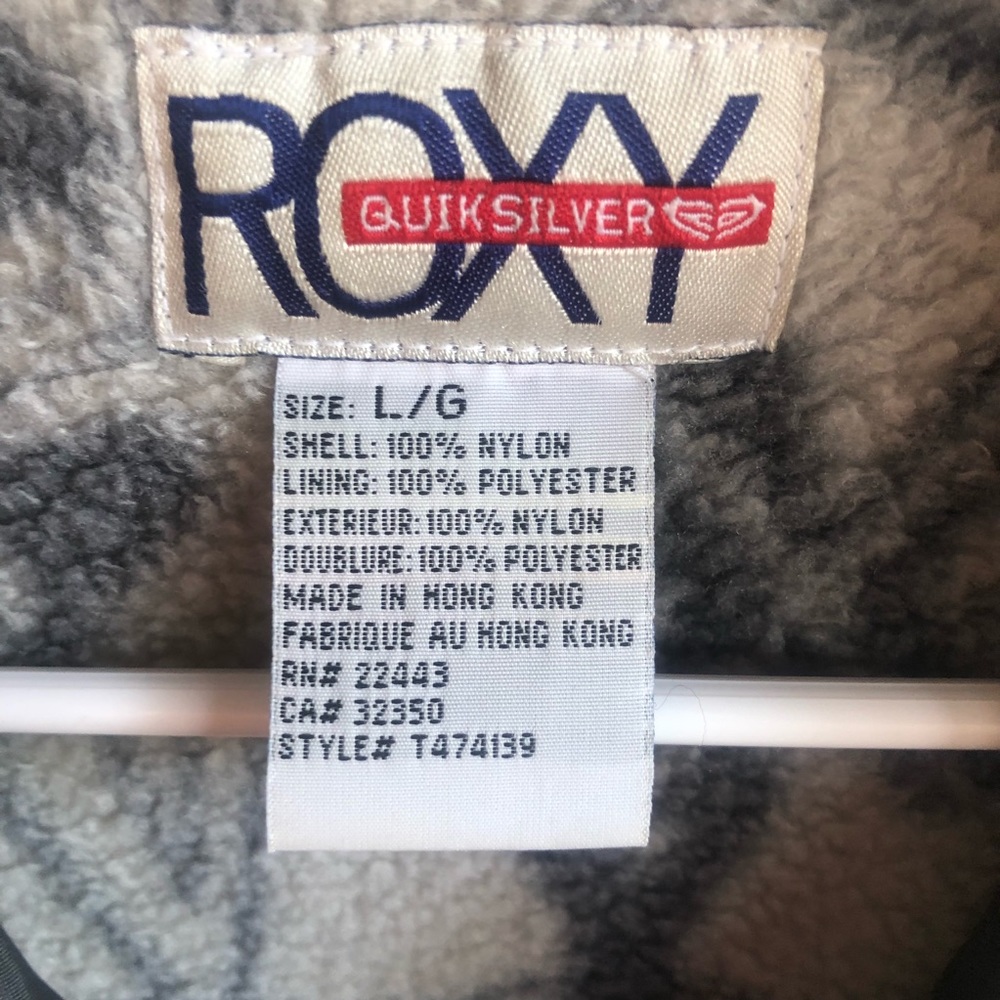 ROXY
QUIKSILVER
SIZE: L/G
SHELL: 100% NYLON
LINING: 100% POLYESTER
EXTERIEUR: 100% NYLON
DOUBLURE: 100% POLYESTER
MADE IN HONG KONG
FABRIQUE AU HONG KONG
RN# 22443
CA# 32350
STYLE# T474139